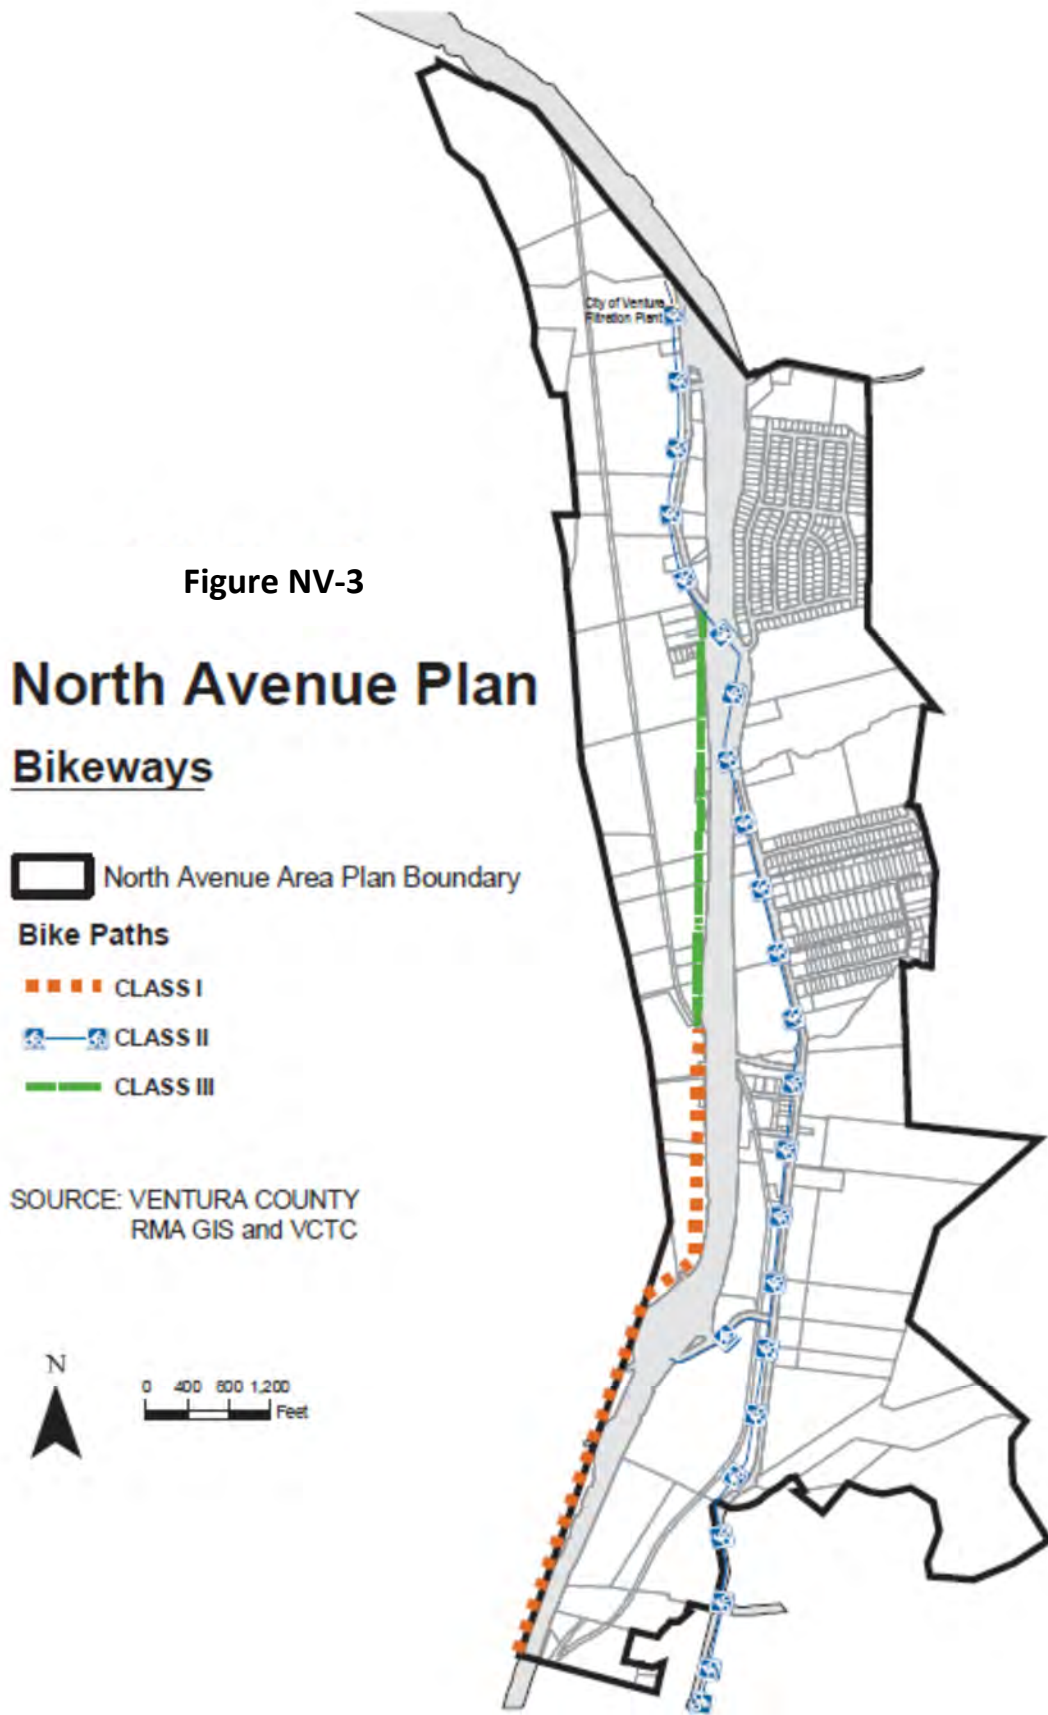 City of Ventura
Filtration Plant
Figure NV-3
North Avenue Plan
Bikeways
North Avenue Area Plan Boundary
Bike Paths
CLASS I
CLASS II
CLASS III
SOURCE: VENTURA COUNTY
RMA GIS and VCTC
N
0 400 800 1,200
Feet